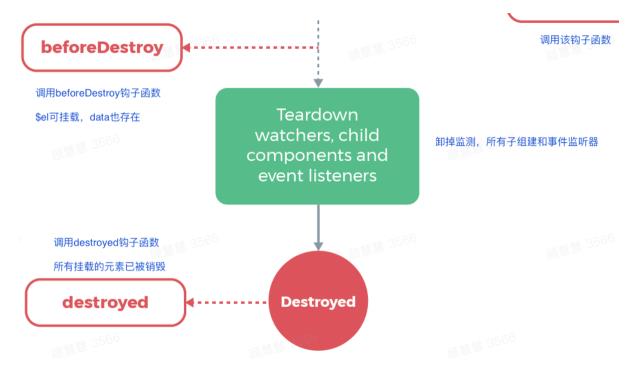 调用该钩子函数
beforeDestroy
调用beforeDestroy钩子函数
$el可挂载，data也存在
Teardown
watchers, child
components and
event listeners
卸掉监测，所有子组建和事件监听器
调用destroyed钩子函数
所有挂载的元素已被销毁
destroyed
Destroyed